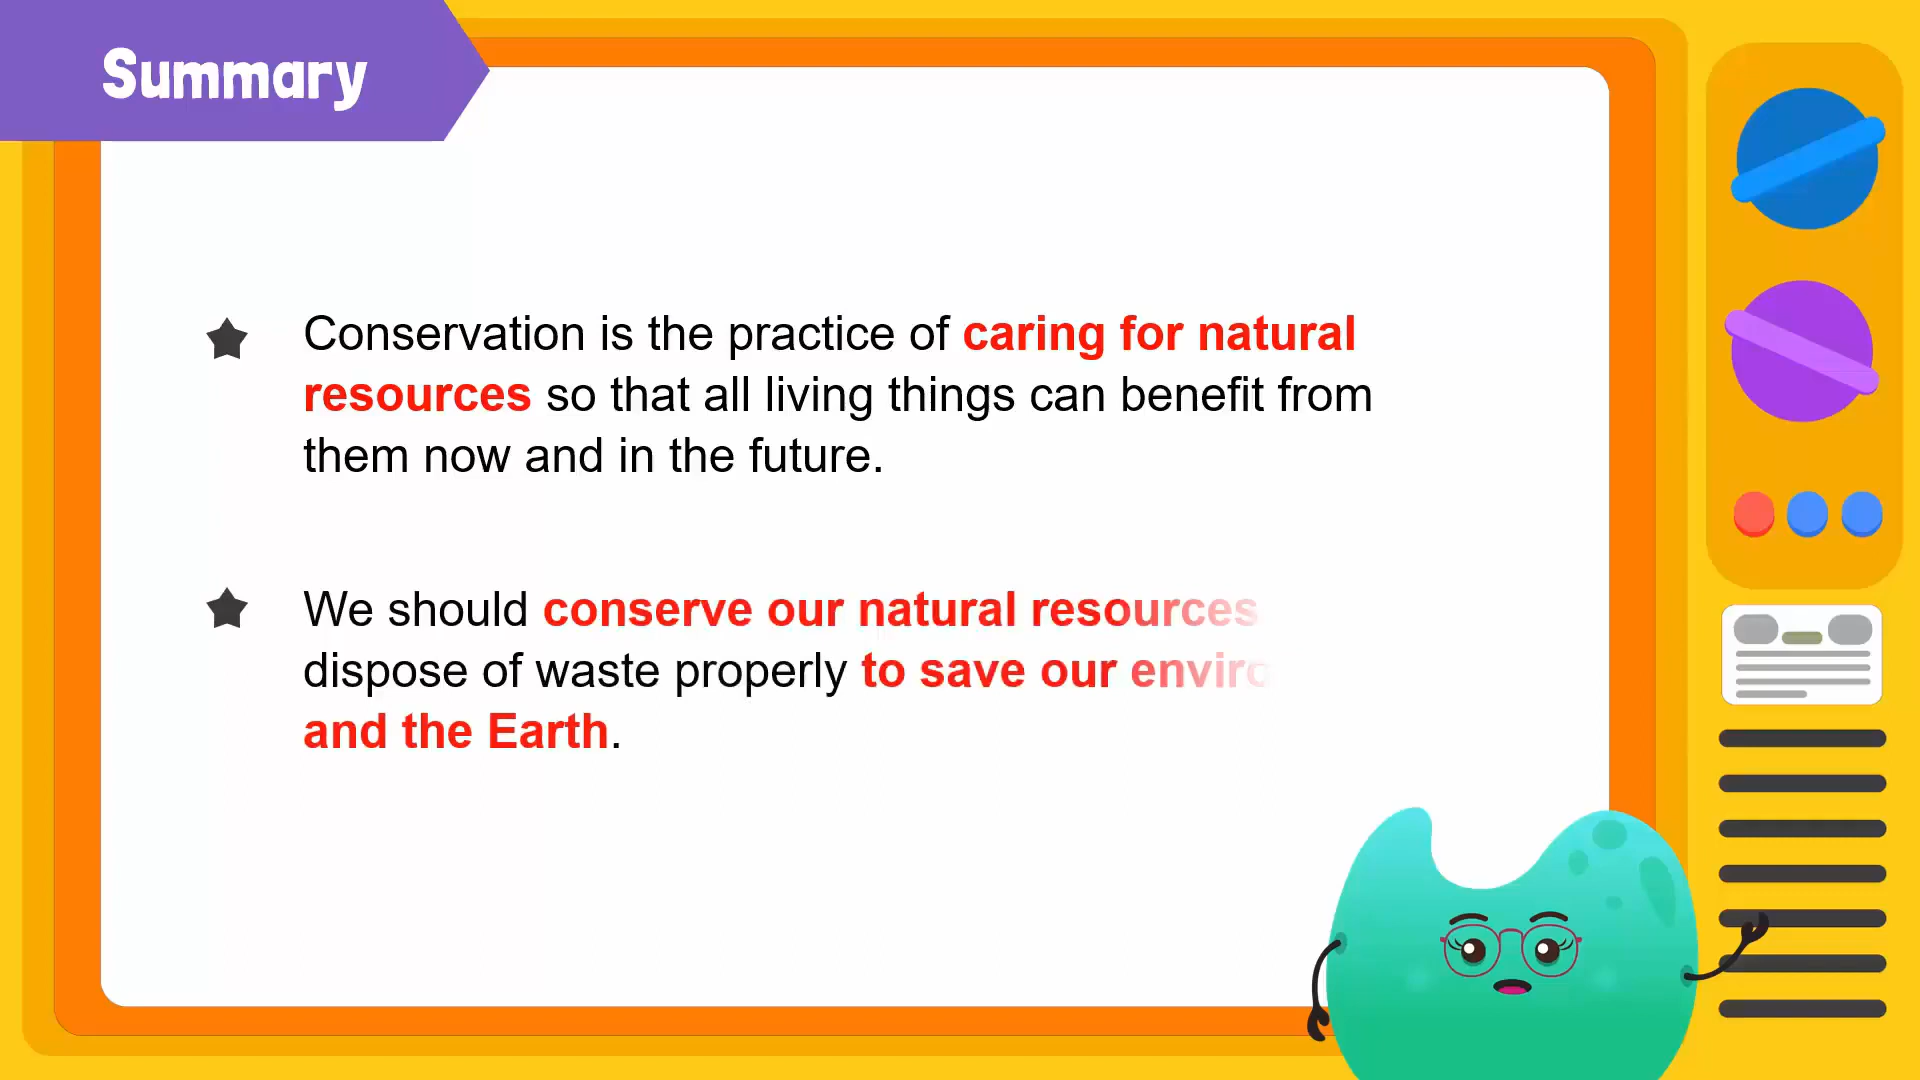 Summary
Conservation is the practice of caring for natural
resources so that all living things can benefit from
them now and in the future.
We should conserve our natural resources
dispose of waste properly to save our
and the Earth.